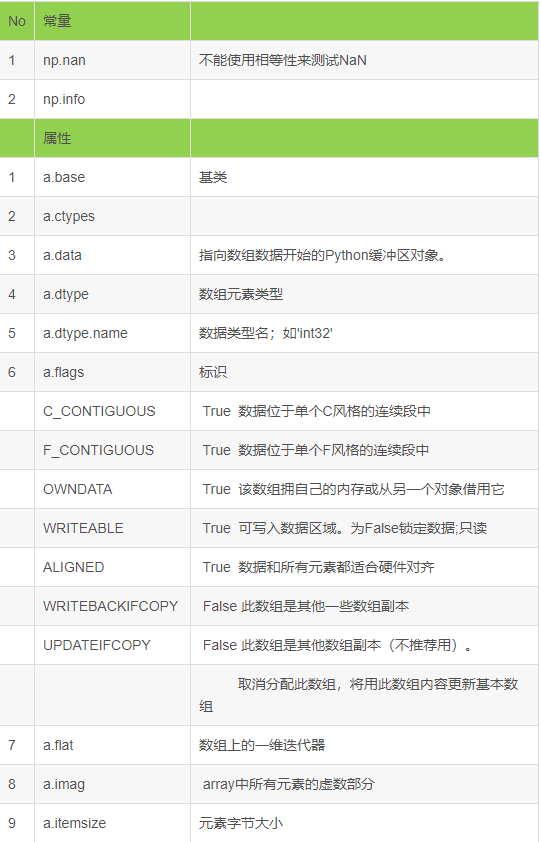 No 常量
1 np.nan 不能使用相等性来测试NaN
2 np.info
属性
1 a.base 基类
2 a.ctypes
3 a.data 指向数组数据开始的Python缓冲区对象。
4 a.dtype 数组元素类型
5 a.dtype.name 数据类型名；如'int32'
6 a.flags 标识
C_CONTIGUOUS True 数据位于单个C风格的连续段中
F_CONTIGUOUS True 数据位于单个F风格的连续段中
OWNDATA True 该数组拥自己的内存或从另一个对象借用它
WRITEABLE True 可写入数据区域。为False锁定数据;只读
ALIGNED True 数据和所有元素都适合硬件对齐
WRITEBACKIFCOPY False 此数组是其他一些数组副本
UPDATEIFCOPY False 此数组是其他数组副本（不推荐用）。
取消分配此数组，将用此数组内容更新基本数
组
7 a.flat 数组上的一维迭代器
8 a.imag array中所有元素的虚数部分
9 a.itemsize 元素字节大小